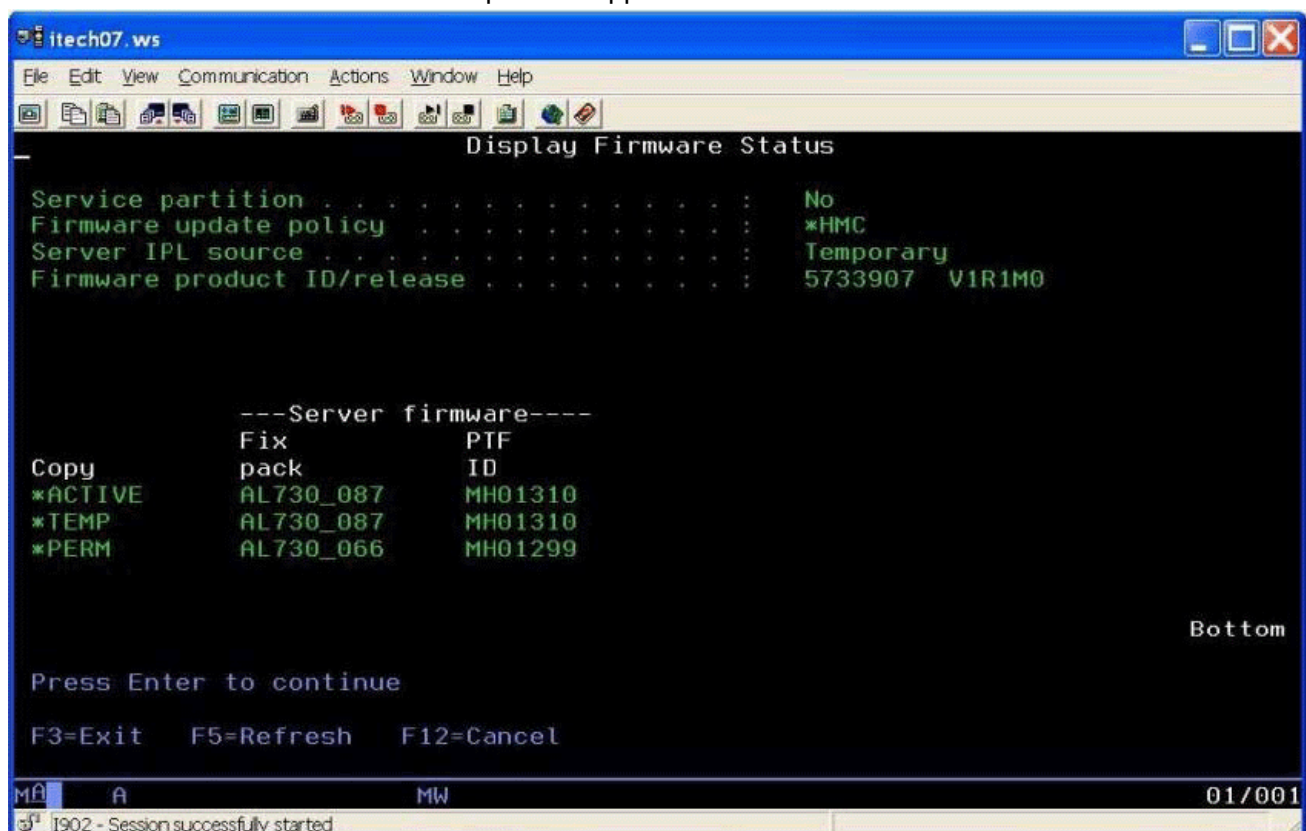 itech07.ws
File Edit View Communication Actions Window Help
Display Firmware Status
Service partition . . . . . . . . . . . . . . : No
Firmware update policy . . . . . . . . . . . : *HMC
Server IPL source . . . . . . . . . . . . . . : Temporary
Firmware product ID/release . . . . . . . . . : 5733907 V1R1M0
---Server firmware----
Fix PTF
Copy pack ID
*ACTIVE AL730_087 MH01310
*TEMP AL730_087 MH01310
*PERM AL730_066 MH01299
Bottom
Press Enter to continue
F3=Exit F5=Refresh F12=Cancel
MA A MW 01/001
I902 - Session successfully started